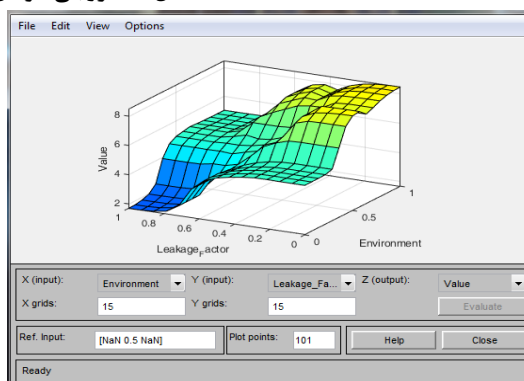 File Edit View Options
8
6
4
2
Value
1 0.8 0.6 0.4 0.2 0
Leakage_Factor
0 0.5 1
Environment
X (input): Environment Y (input): Leakage_Fa... Z (output): Value
X grids: 15 Y grids: 15 Evaluate
Ref. Input: [NaN 0.5 NaN] Plot points: 101 Help Close
Ready